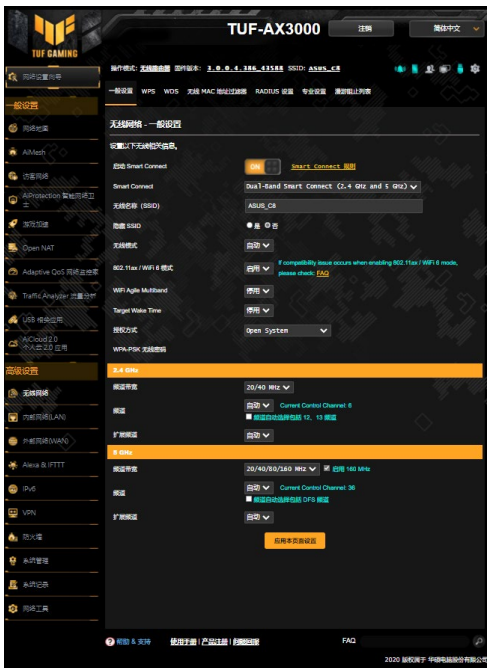 TUF GAMING
TUF-AX3000
注销
简体中文
操作模式: 无线路由器 固件版本: 3.0.0.4.386_43588 SSID: ASUS_C8
网络设置向导
一般设置 WPS WDS 无线 MAC 地址过滤器 RADIUS 设置 专业设置 漫游阻止列表
一般设置
网络地图
AiMesh
访客网络
AiProtection 智能网络卫士
游戏加速
Open NAT
Adaptive QoS 网络监控家
Traffic Analyzer 流量分析
USB 相关应用
AiCloud 2.0
个人云 2.0 应用
高级设置
无线网络
内部网络(LAN)
外部网络(WAN)
Alexa & IFTTT
IPv6
VPN
防火墙
系统管理
系统记录
网络工具
无线网络 - 一般设置
设置以下无线相关信息。
启动 Smart Connect ON Smart Connect 规则
Smart Connect Dual-Band Smart Connect (2.4 GHz and 5 GHz)
无线名称 (SSID) ASUS_C8
隐藏 SSID 是 否
无线模式 自动
802.11ax / WiFi 6 模式 启用 If compatibility issue occurs when enabling 802.11ax / WiFi 6 mode,
please check: FAQ
WiFi Agile Multiband 停用
Target Wake Time 停用
授权方式 Open System
WPA-PSK 无线密码
2.4 GHz
频道带宽 20/40 MHz
频道 自动 Current Control Channel: 6
频道自动选择包括 12、13 频道
扩展频道 自动
5 GHz
频道带宽 20/40/80/160 MHz 启用 160 MHz
频道 自动 Current Control Channel: 36
频道自动选择包括 DFS 频道
扩展频道 自动
应用本页面设置
帮助 & 支持 使用手册 | 产品注册 | 问题回报 FAQ
2020 版权属于 华硕电脑股份有限公司